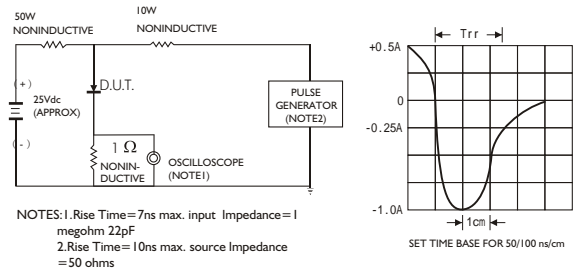 50W
NONINDUCTIVE
10W
NONINDUCTIVE
(+)
D.U.T.
25Vdc
(APPROX)
(-)
1 Ω
NONIN-
DUCTIVE
OSCILLOSCOPE
(NOTE1)
PULSE
GENERATOR
(NOTE2)
NOTES:1.Rise Time=7ns max. input Impedance=1
megohm 22pF
2.Rise Time=10ns max. source Impedance
=50 ohms
Trr
+0.5A
0
-0.25A
-1.0A
1cm
SET TIME BASE FOR 50/100 ns/cm